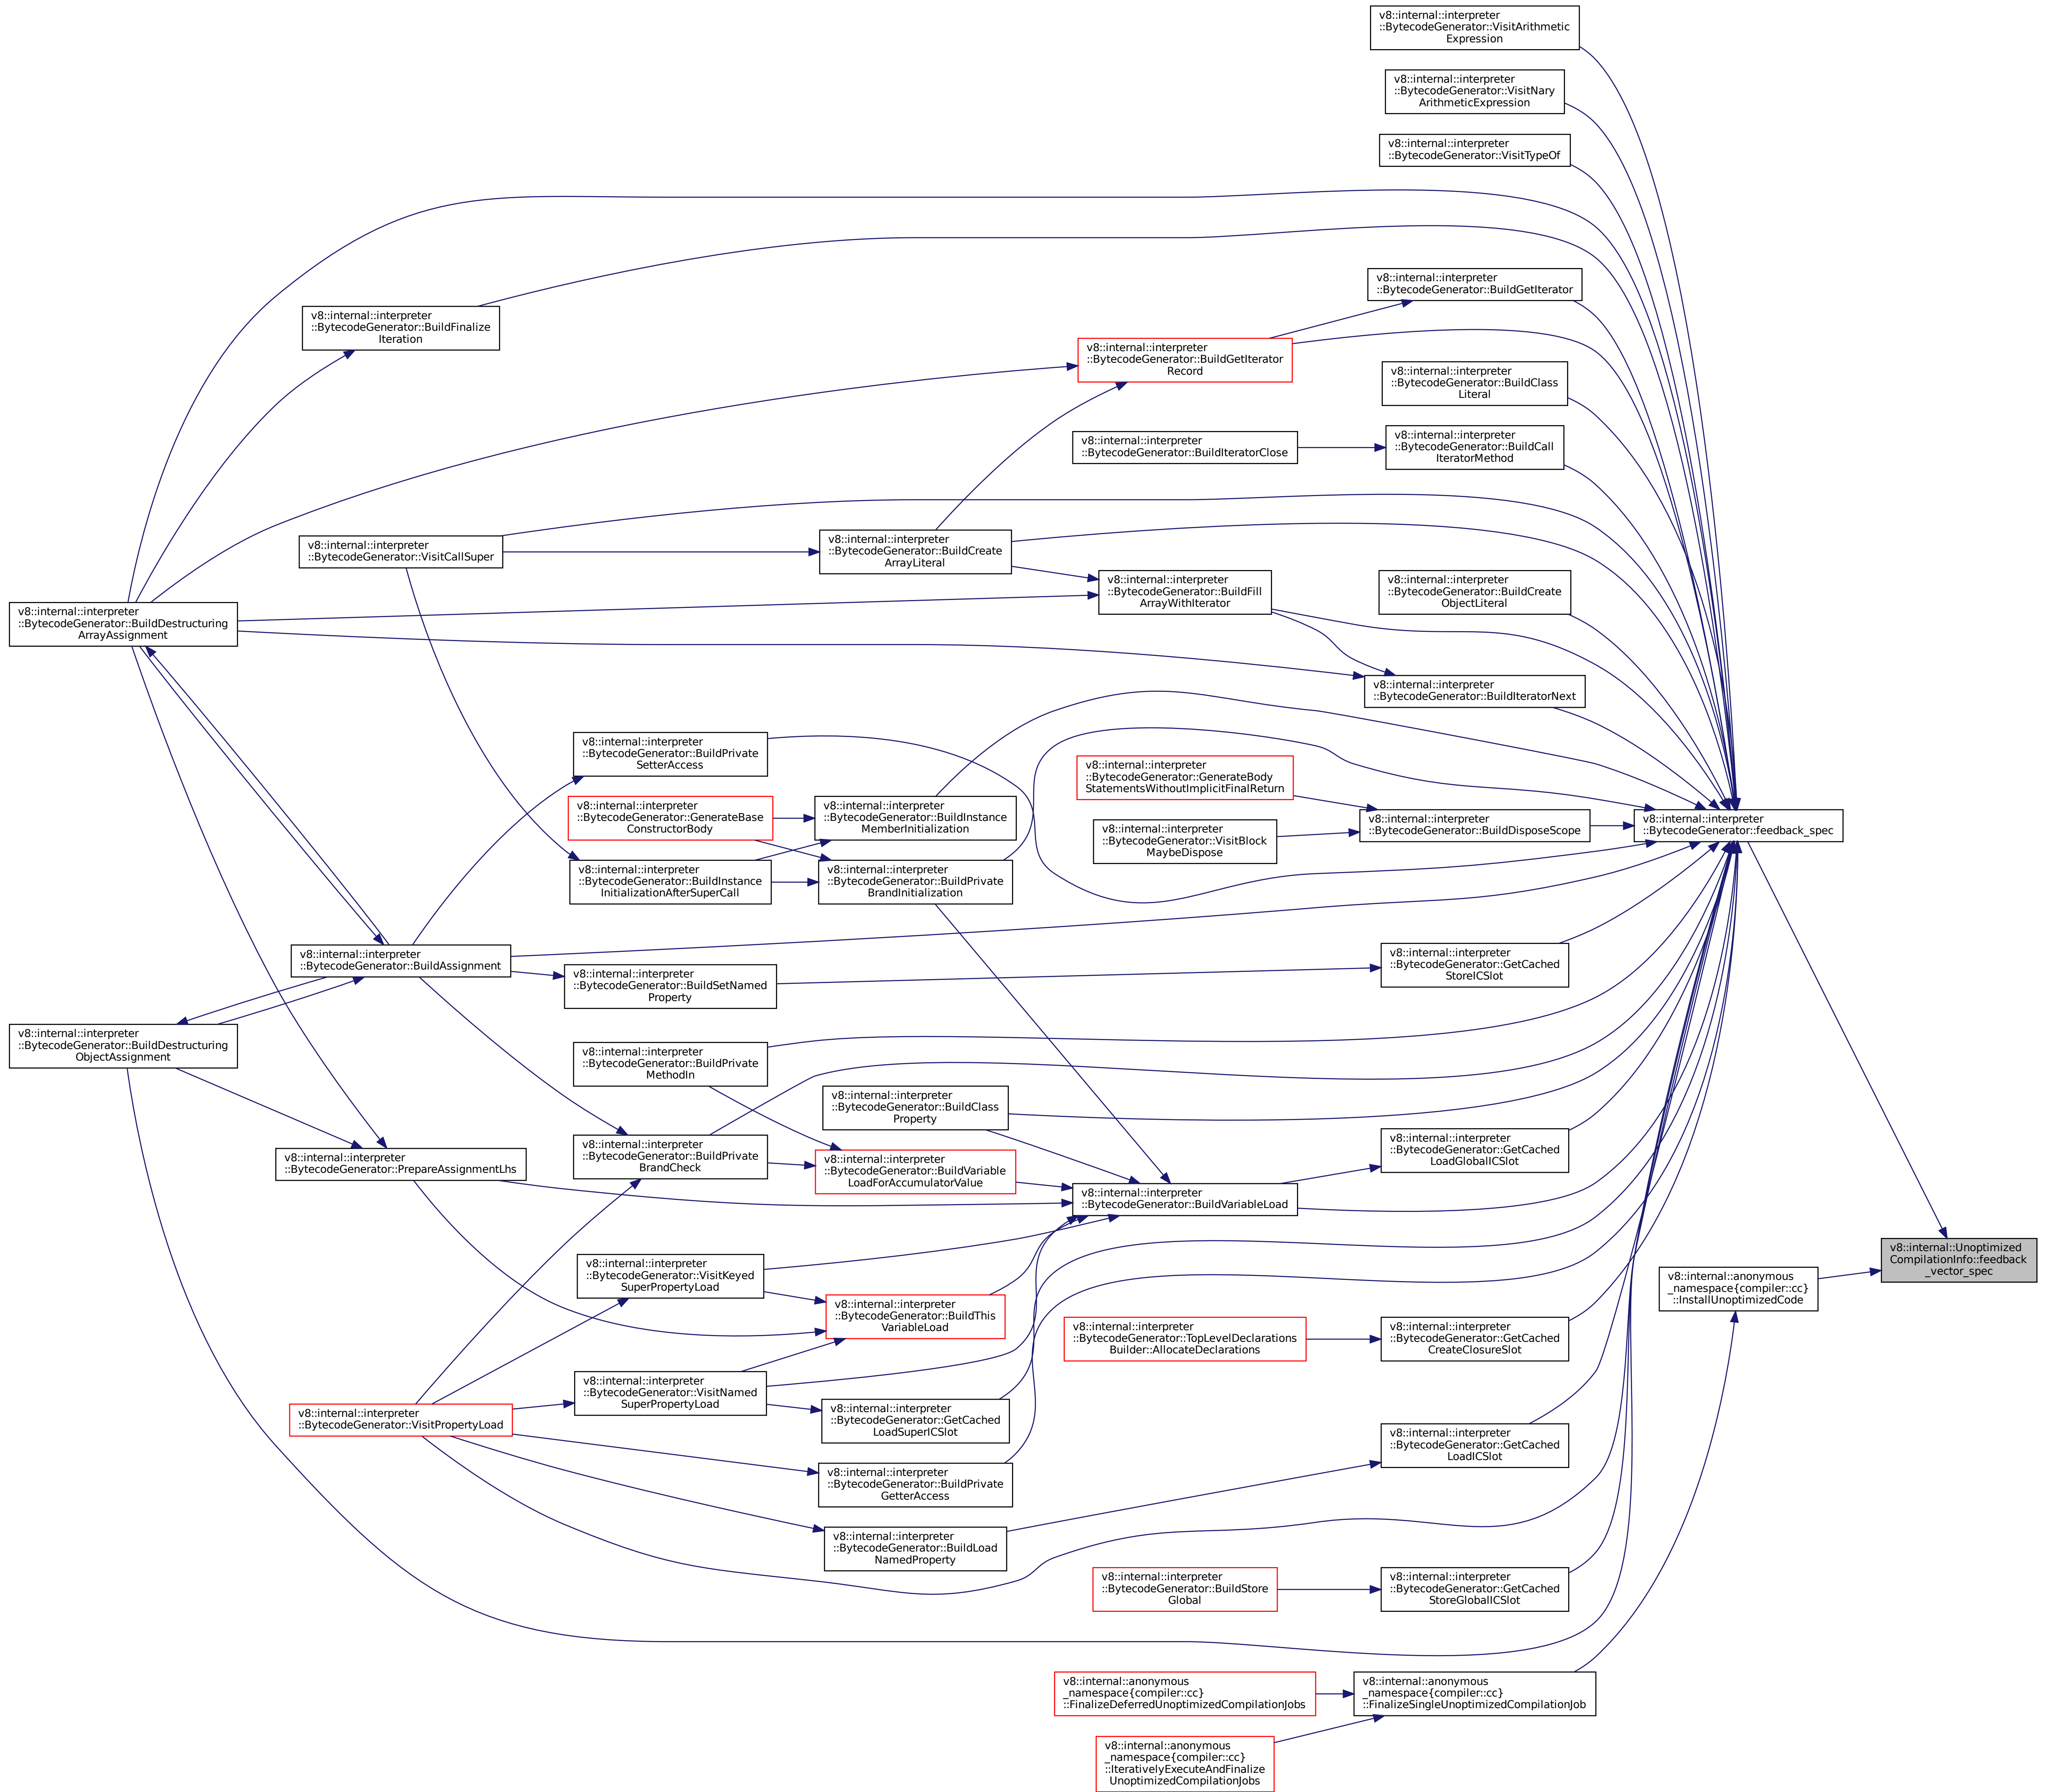 v8::internal::interpreter
::BytecodeGenerator::VisitArithmetic
Expression
v8::internal::interpreter
::BytecodeGenerator::VisitNary
ArithmeticExpression
v8::internal::interpreter
::BytecodeGenerator::VisitTypeOf
v8::internal::interpreter
::BytecodeGenerator::BuildGetIterator
v8::internal::interpreter
::BytecodeGenerator::BuildFinalize
Iteration
v8::internal::interpreter
::BytecodeGenerator::BuildGetIterator
Record
v8::internal::interpreter
::BytecodeGenerator::BuildClass
Literal
v8::internal::interpreter
::BytecodeGenerator::BuildIteratorClose
v8::internal::interpreter
::BytecodeGenerator::BuildCall
IteratorMethod
v8::internal::interpreter
::BytecodeGenerator::VisitCallSuper
v8::internal::interpreter
::BytecodeGenerator::BuildCreate
ArrayLiteral
v8::internal::interpreter
::BytecodeGenerator::BuildFill
ArrayWithIterator
v8::internal::interpreter
::BytecodeGenerator::BuildCreate
ObjectLiteral
v8::internal::interpreter
::BytecodeGenerator::BuildDestructuring
ArrayAssignment
v8::internal::interpreter
::BytecodeGenerator::BuildIteratorNext
v8::internal::interpreter
::BytecodeGenerator::BuildPrivate
SetterAccess
v8::internal::interpreter
::BytecodeGenerator::GenerateBody
StatementsWithoutImplicitFinalReturn
v8::internal::interpreter
::BytecodeGenerator::GenerateBase
ConstructorBody
v8::internal::interpreter
::BytecodeGenerator::BuildInstance
MemberInitialization
v8::internal::interpreter
::BytecodeGenerator::VisitBlock
MaybeDispose
v8::internal::interpreter
::BytecodeGenerator::BuildDisposeScope
v8::internal::interpreter
::BytecodeGenerator::feedback_spec
v8::internal::interpreter
::BytecodeGenerator::BuildInstance
InitializationAfterSuperCall
v8::internal::interpreter
::BytecodeGenerator::BuildPrivate
BrandInitialization
v8::internal::interpreter
::BytecodeGenerator::BuildAssignment
v8::internal::interpreter
::BytecodeGenerator::BuildSetNamed
Property
v8::internal::interpreter
::BytecodeGenerator::GetCached
StoreICSlot
v8::internal::interpreter
::BytecodeGenerator::BuildDestructuring
ObjectAssignment
v8::internal::interpreter
::BytecodeGenerator::BuildPrivate
MethodIn
v8::internal::interpreter
::BytecodeGenerator::BuildClass
Property
v8::internal::interpreter
::BytecodeGenerator::PrepareAssignmentLhs
v8::internal::interpreter
::BytecodeGenerator::BuildPrivate
BrandCheck
v8::internal::interpreter
::BytecodeGenerator::BuildVariable
LoadForAccumulatorValue
v8::internal::interpreter
::BytecodeGenerator::GetCached
LoadGlobalICSlot
v8::internal::interpreter
::BytecodeGenerator::BuildVariableLoad
v8::internal::Unoptimized
CompilationInfo::feedback
_vector_spec
v8::internal::interpreter
::BytecodeGenerator::VisitKeyed
SuperPropertyLoad
v8::internal::anonymous
_namespace{compiler::cc}
::InstallUnoptimizedCode
v8::internal::interpreter
::BytecodeGenerator::BuildThis
VariableLoad
v8::internal::interpreter
::BytecodeGenerator::TopLevelDeclarations
Builder::AllocateDeclarations
v8::internal::interpreter
::BytecodeGenerator::GetCached
CreateClosureSlot
v8::internal::interpreter
::BytecodeGenerator::VisitNamed
SuperPropertyLoad
v8::internal::interpreter
::BytecodeGenerator::VisitPropertyLoad
v8::internal::interpreter
::BytecodeGenerator::GetCached
LoadSuperICSlot
v8::internal::interpreter
::BytecodeGenerator::GetCached
LoadICSlot
v8::internal::interpreter
::BytecodeGenerator::BuildPrivate
GetterAccess
v8::internal::interpreter
::BytecodeGenerator::BuildLoad
NamedProperty
v8::internal::interpreter
::BytecodeGenerator::BuildStore
Global
v8::internal::interpreter
::BytecodeGenerator::GetCached
StoreGlobalICSlot
v8::internal::anonymous
_namespace{compiler::cc}
::FinalizeDeferredUnoptimizedCompilationJobs
v8::internal::anonymous
_namespace{compiler::cc}
::FinalizeSingleUnoptimizedCompilationJob
v8::internal::anonymous
_namespace{compiler::cc}
::IterativelyExecuteAndFinalize
UnoptimizedCompilationJobs